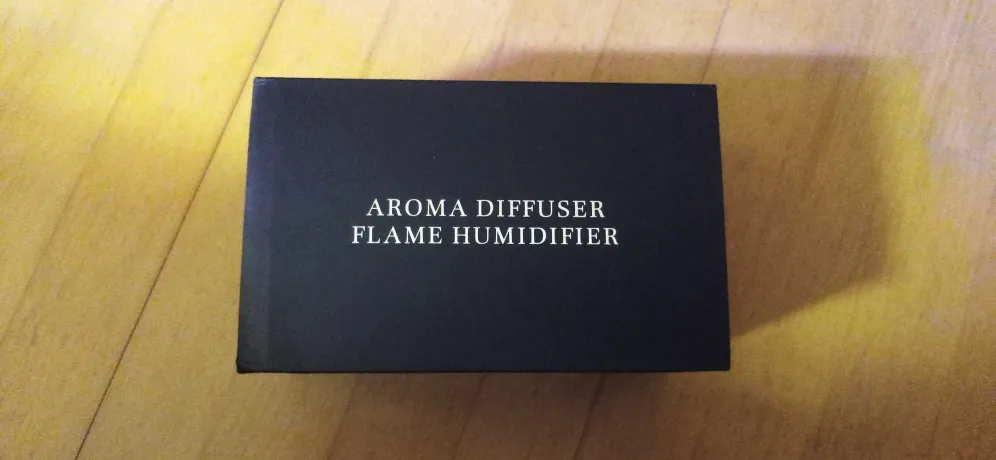 AROMA DIFFUSER
FLAME HUMIDIFIER